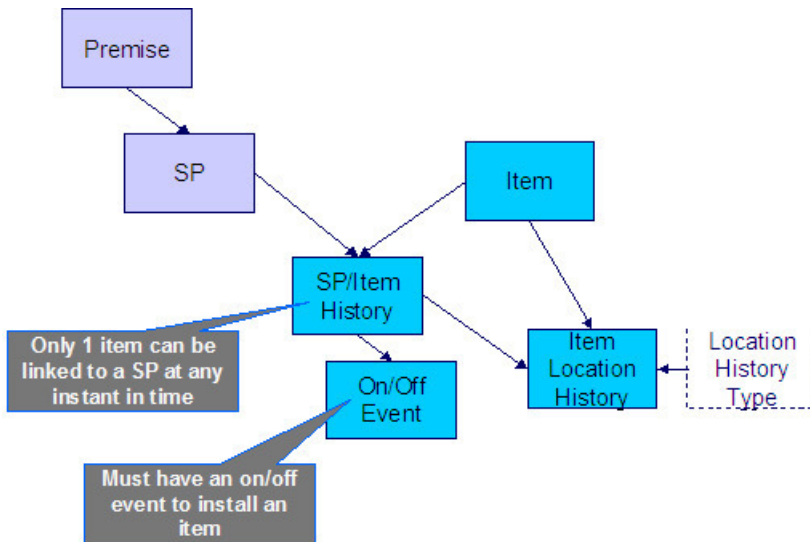 Premise
SP
Item
SP/Item
History
Only 1 item can be
linked to a SP at any
instant in time
Item
Location
History
Location
History
Type
On/Off
Event
Must have an on/off
event to install an
item